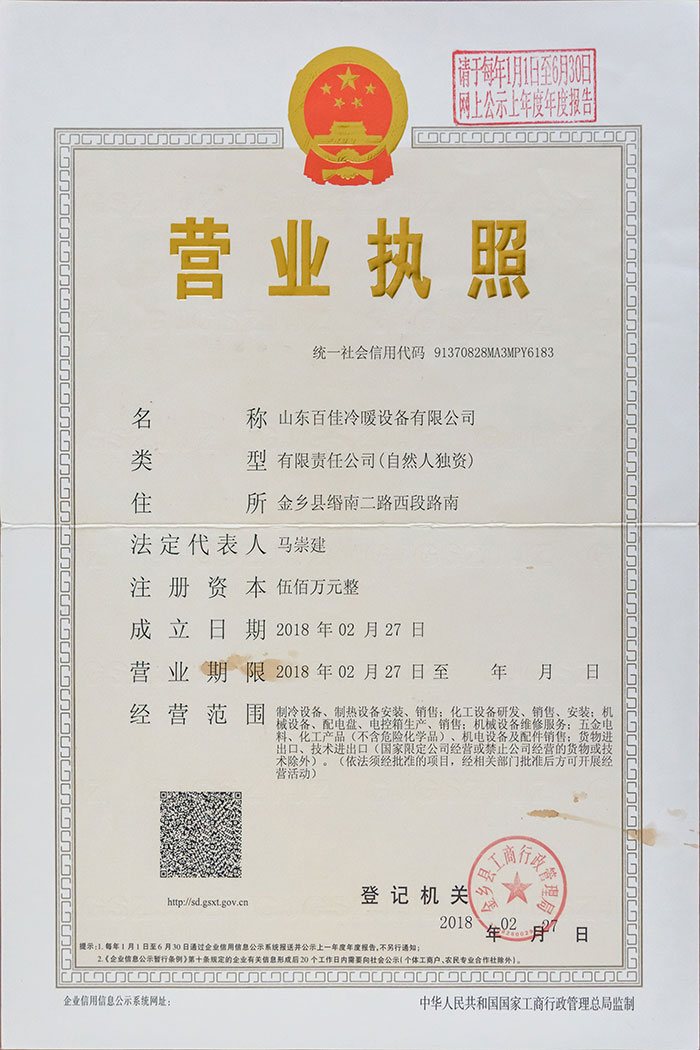 请于每年1月1日至6月30日
网上公示上年度年度报告
营业执照
统一社会信用代码 91370828MA3MPY6183
名称 山东百佳冷暖设备有限公司
类型 有限责任公司(自然人独资)
住所 金乡县缗南二路西段路南
法定代表人 马崇建
注册资本 伍佰万元整
成立日期 2018 年 02 月 27 日
营业期限 2018 年 02 月 27 日 至 年 月 日
经营范围 制冷设备、制热设备安装、销售；化工设备研发、销售、安装；机
械设备、配电盘、电控箱生产、销售；机械设备维修服务；五金电
料、化工产品（不含危险化学品）、机电设备及配件销售；货物进
出口、技术进出口（国家限定公司经营或禁止公司经营的货物或技
术除外）。（依法须经批准的项目，经相关部门批准后方可开展经
营活动）
http://sd.gsxt.gov.cn
登记机关
金乡县工商行政管理局
2018 年 02 月 27 日
提示:1.每年1月1日至6月30日通过企业信用信息公示系统报送并公示上一年度年度报告,不另行通知;
2.《企业信息公示暂行条例》第十条规定的企业有关信息形成后20个工作日内需要向社会公示(个体工商户、农民专业合作社除外)。
企业信用信息公示系统网址:
中华人民共和国国家工商行政管理总局监制